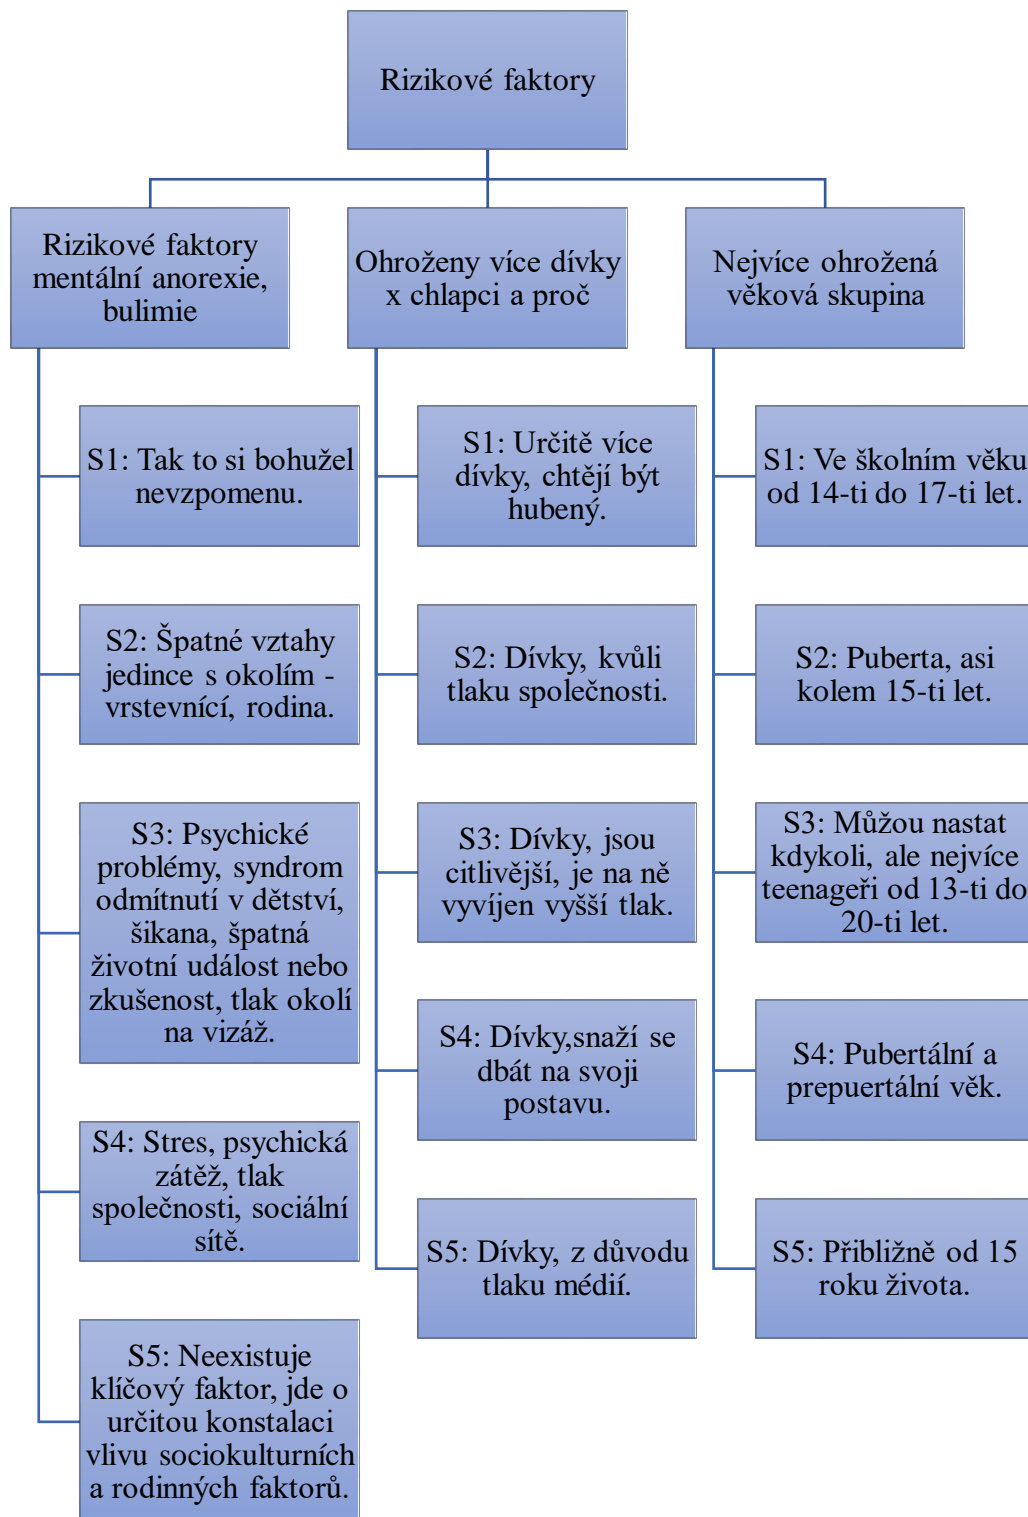 Rizikové faktory
Rizikové faktory
mentální anorexie,
bulimie
S1: Tak to si bohužel
nevzpomenu.
S2: Špatné vztahy
jedince s okolím -
vrstevnící, rodina.
S3: Psychické
problémy, syndrom
odmítnutí v dětství,
šikana, špatná
životní událost nebo
zkušenost, tlak okolí
na vizáž.
S4: Stres, psychická
zátěž, tlak
společnosti, sociální
sítě.
S5: Neexistuje
klíčový faktor, jde o
určitou konstalaci
vlivu sociokulturních
a rodinných faktorů.
Ohroženy více dívky
x chlapci a proč
S1: Určitě více
dívky, chtějí být
hubený.
S2: Dívky, kvůli
tlaku společnosti.
S3: Dívky, jsou
citlivější, je na ně
vyvíjen vyšší tlak.
S4: Dívky,snaží se
dbát na svoji
postavu.
S5: Dívky, z důvodu
tlaku médií.
Nejvíce ohrožená
věková skupina
S1: Ve školním věku
od 14-ti do 17-ti let.
S2: Puberta, asi
kolem 15-ti let.
S3: Můžou nastat
kdykoli, ale nejvíce
teenageři od 13-ti do
20-ti let.
S4: Pubertální a
prepuertální věk.
S5: Přibližně od 15
roku života.